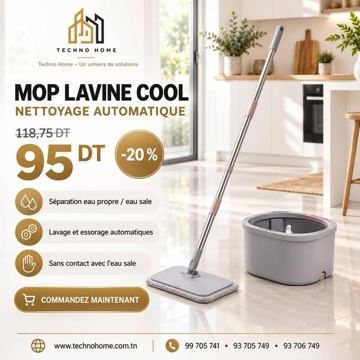 TECHNO HOME
Techno Home - Un univers de solutions
MOP LAVINE COOL
NETTOYAGE AUTOMATIQUE
118,75 DT
95 DT
-20 %
Séparation eau propre / eau sale
Lavage et essorage automatiques
Sans contact avec l'eau sale
COMMANDEZ MAINTENANT
www.technohome.com.tn
99 705 741 • 93 705 749 • 93 706 749